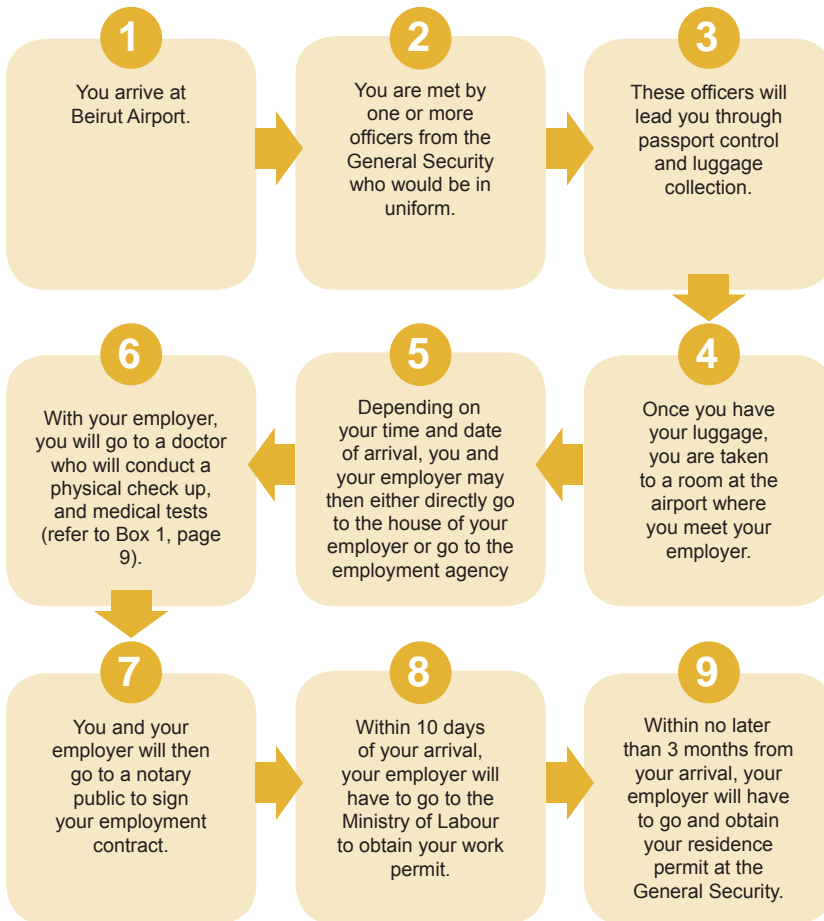 1
You arrive at
Beirut Airport.
2
You are met by
one or more
officers from the
General Security
who would be in
uniform.
3
These officers will
lead you through
passport control
and luggage
collection.
4
Once you have
your luggage,
you are taken
to a room at the
airport where
you meet your
employer.
5
Depending on
your time and date
of arrival, you and
your employer may
then either directly go
to the house of your
employer or go to the
employment agency
6
With your employer,
you will go to a doctor
who will conduct a
physical check up,
and medical tests
(refer to Box 1, page
9).
7
You and your
employer will then
go to a notary
public to sign
your employment
contract.
8
Within 10 days
of your arrival,
your employer will
have to go to the
Ministry of Labour
to obtain your work
permit.
9
Within no later
than 3 months from
your arrival, your
employer will have
to go and obtain
your residence
permit at the
General Security.